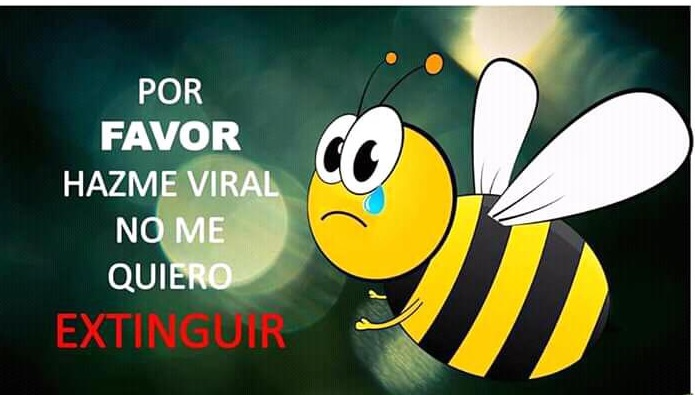 POR
FAVOR
HAZME VIRAL
NO ME
QUIERO
EXTINGUIR